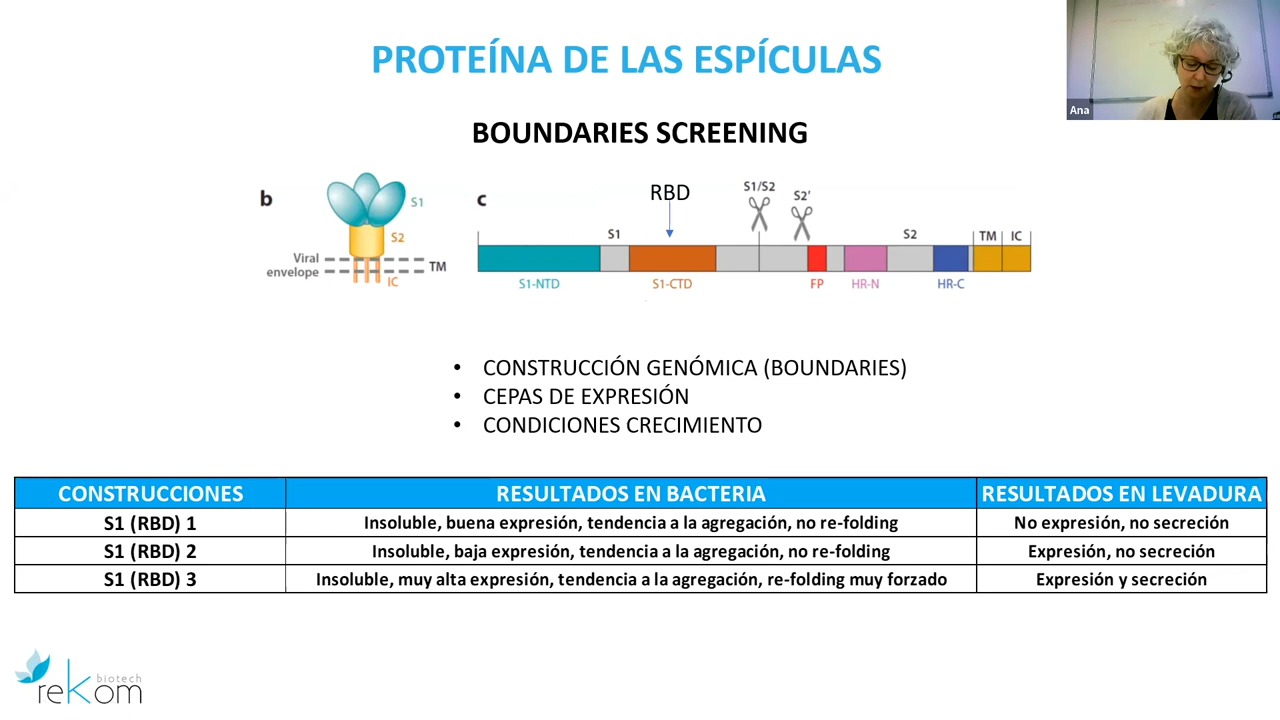 PROTEÍNA DE LAS ESPÍCULAS
Ana
BOUNDARIES SCREENING
b
S1
S2
Viral
envelope
TM
IC
c
RBD
S1/S2
S2'
S1
S2
TM
IC
S1-NTD
S1-CTD
FP
HR-N
HR-C
• CONSTRUCCIÓN GENÓMICA (BOUNDARIES)
• CEPAS DE EXPRESIÓN
• CONDICIONES CRECIMIENTO
CONSTRUCCIONES RESULTADOS EN BACTERIA RESULTADOS EN LEVADURA
S1 (RBD) 1 Insoluble, buena expresión, tendencia a la agregación, no re-folding No expresión, no secreción
S1 (RBD) 2 Insoluble, baja expresión, tendencia a la agregación, no re-folding Expresión, no secreción
S1 (RBD) 3 Insoluble, muy alta expresión, tendencia a la agregación, re-folding muy forzado Expresión y secreción
biotech
reKom